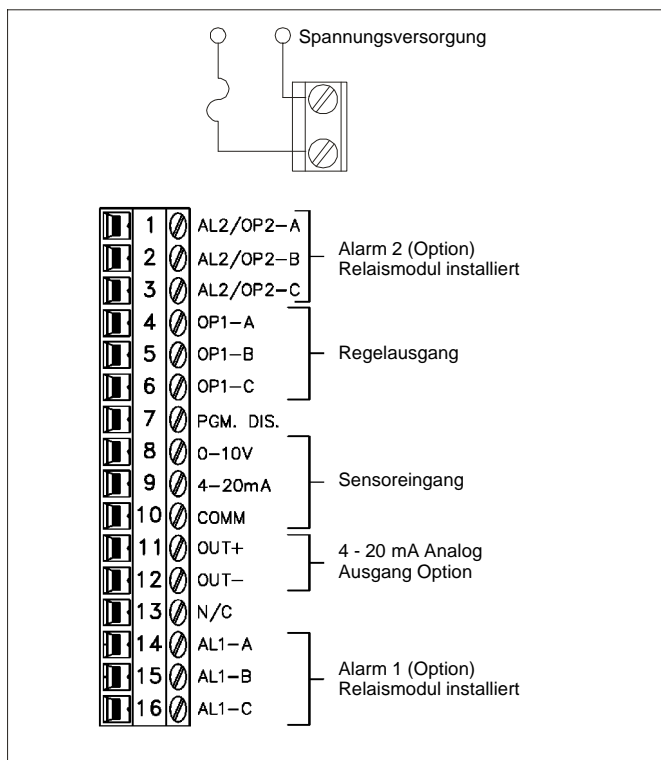 Spannungsversorgung
1 AL2/OP2-A
2 AL2/OP2-B
3 AL2/OP2-C
Alarm 2 (Option)
Relaismodul installiert
4 OP1-A
5 OP1-B
6 OP1-C
Regelausgang
7 PGM. DIS.
8 0-10V
9 4-20mA
10 COMM
Sensoreingang
11 OUT+
12 OUT-
4 - 20 mA Analog
Ausgang Option
13 N/C
14 AL1-A
15 AL1-B
16 AL1-C
Alarm 1 (Option)
Relaismodul installiert